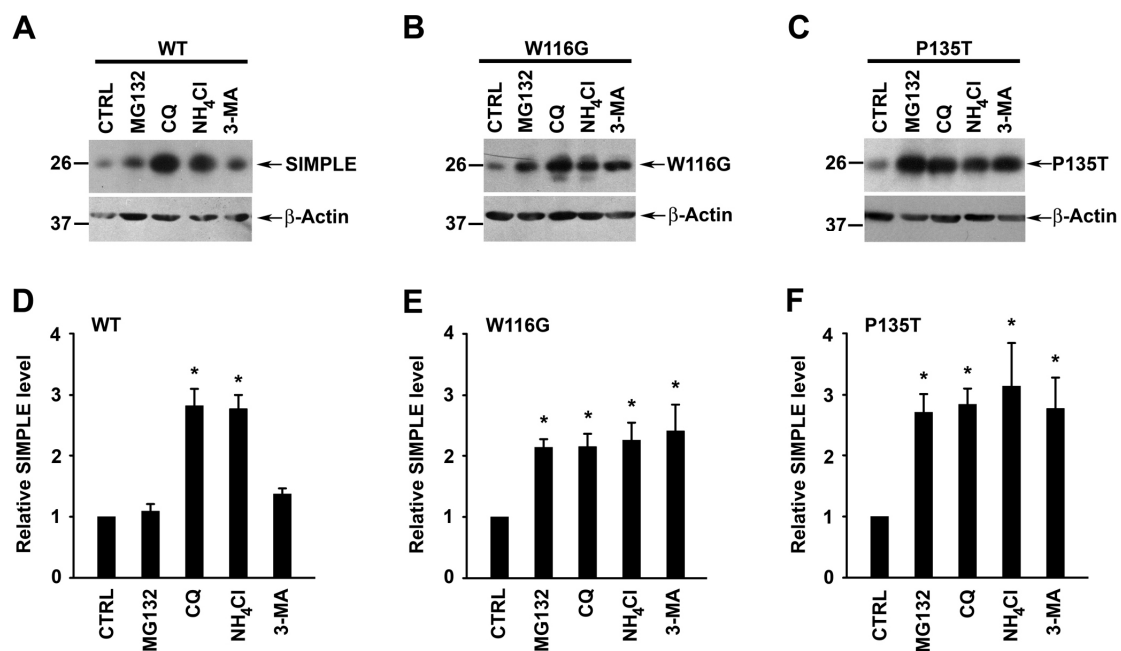 A
WT
CTRL
MG132
CQ
NH4Cl
3-MA
26
SIMPLE
37
β-Actin
B
W116G
CTRL
MG132
CQ
NH4Cl
3-MA
26
W116G
37
β-Actin
C
P135T
CTRL
MG132
CQ
NH4Cl
3-MA
26
P135T
37
β-Actin
D
WT
Relative SIMPLE level
4
3
2
1
0
* *
CTRL
MG132
CQ
NH4Cl
3-MA
E
W116G
Relative SIMPLE level
4
3
2
1
0
* * * *
CTRL
MG132
CQ
NH4Cl
3-MA
F
P135T
Relative SIMPLE level
4
3
2
1
0
* * * *
CTRL
MG132
CQ
NH4Cl
3-MA